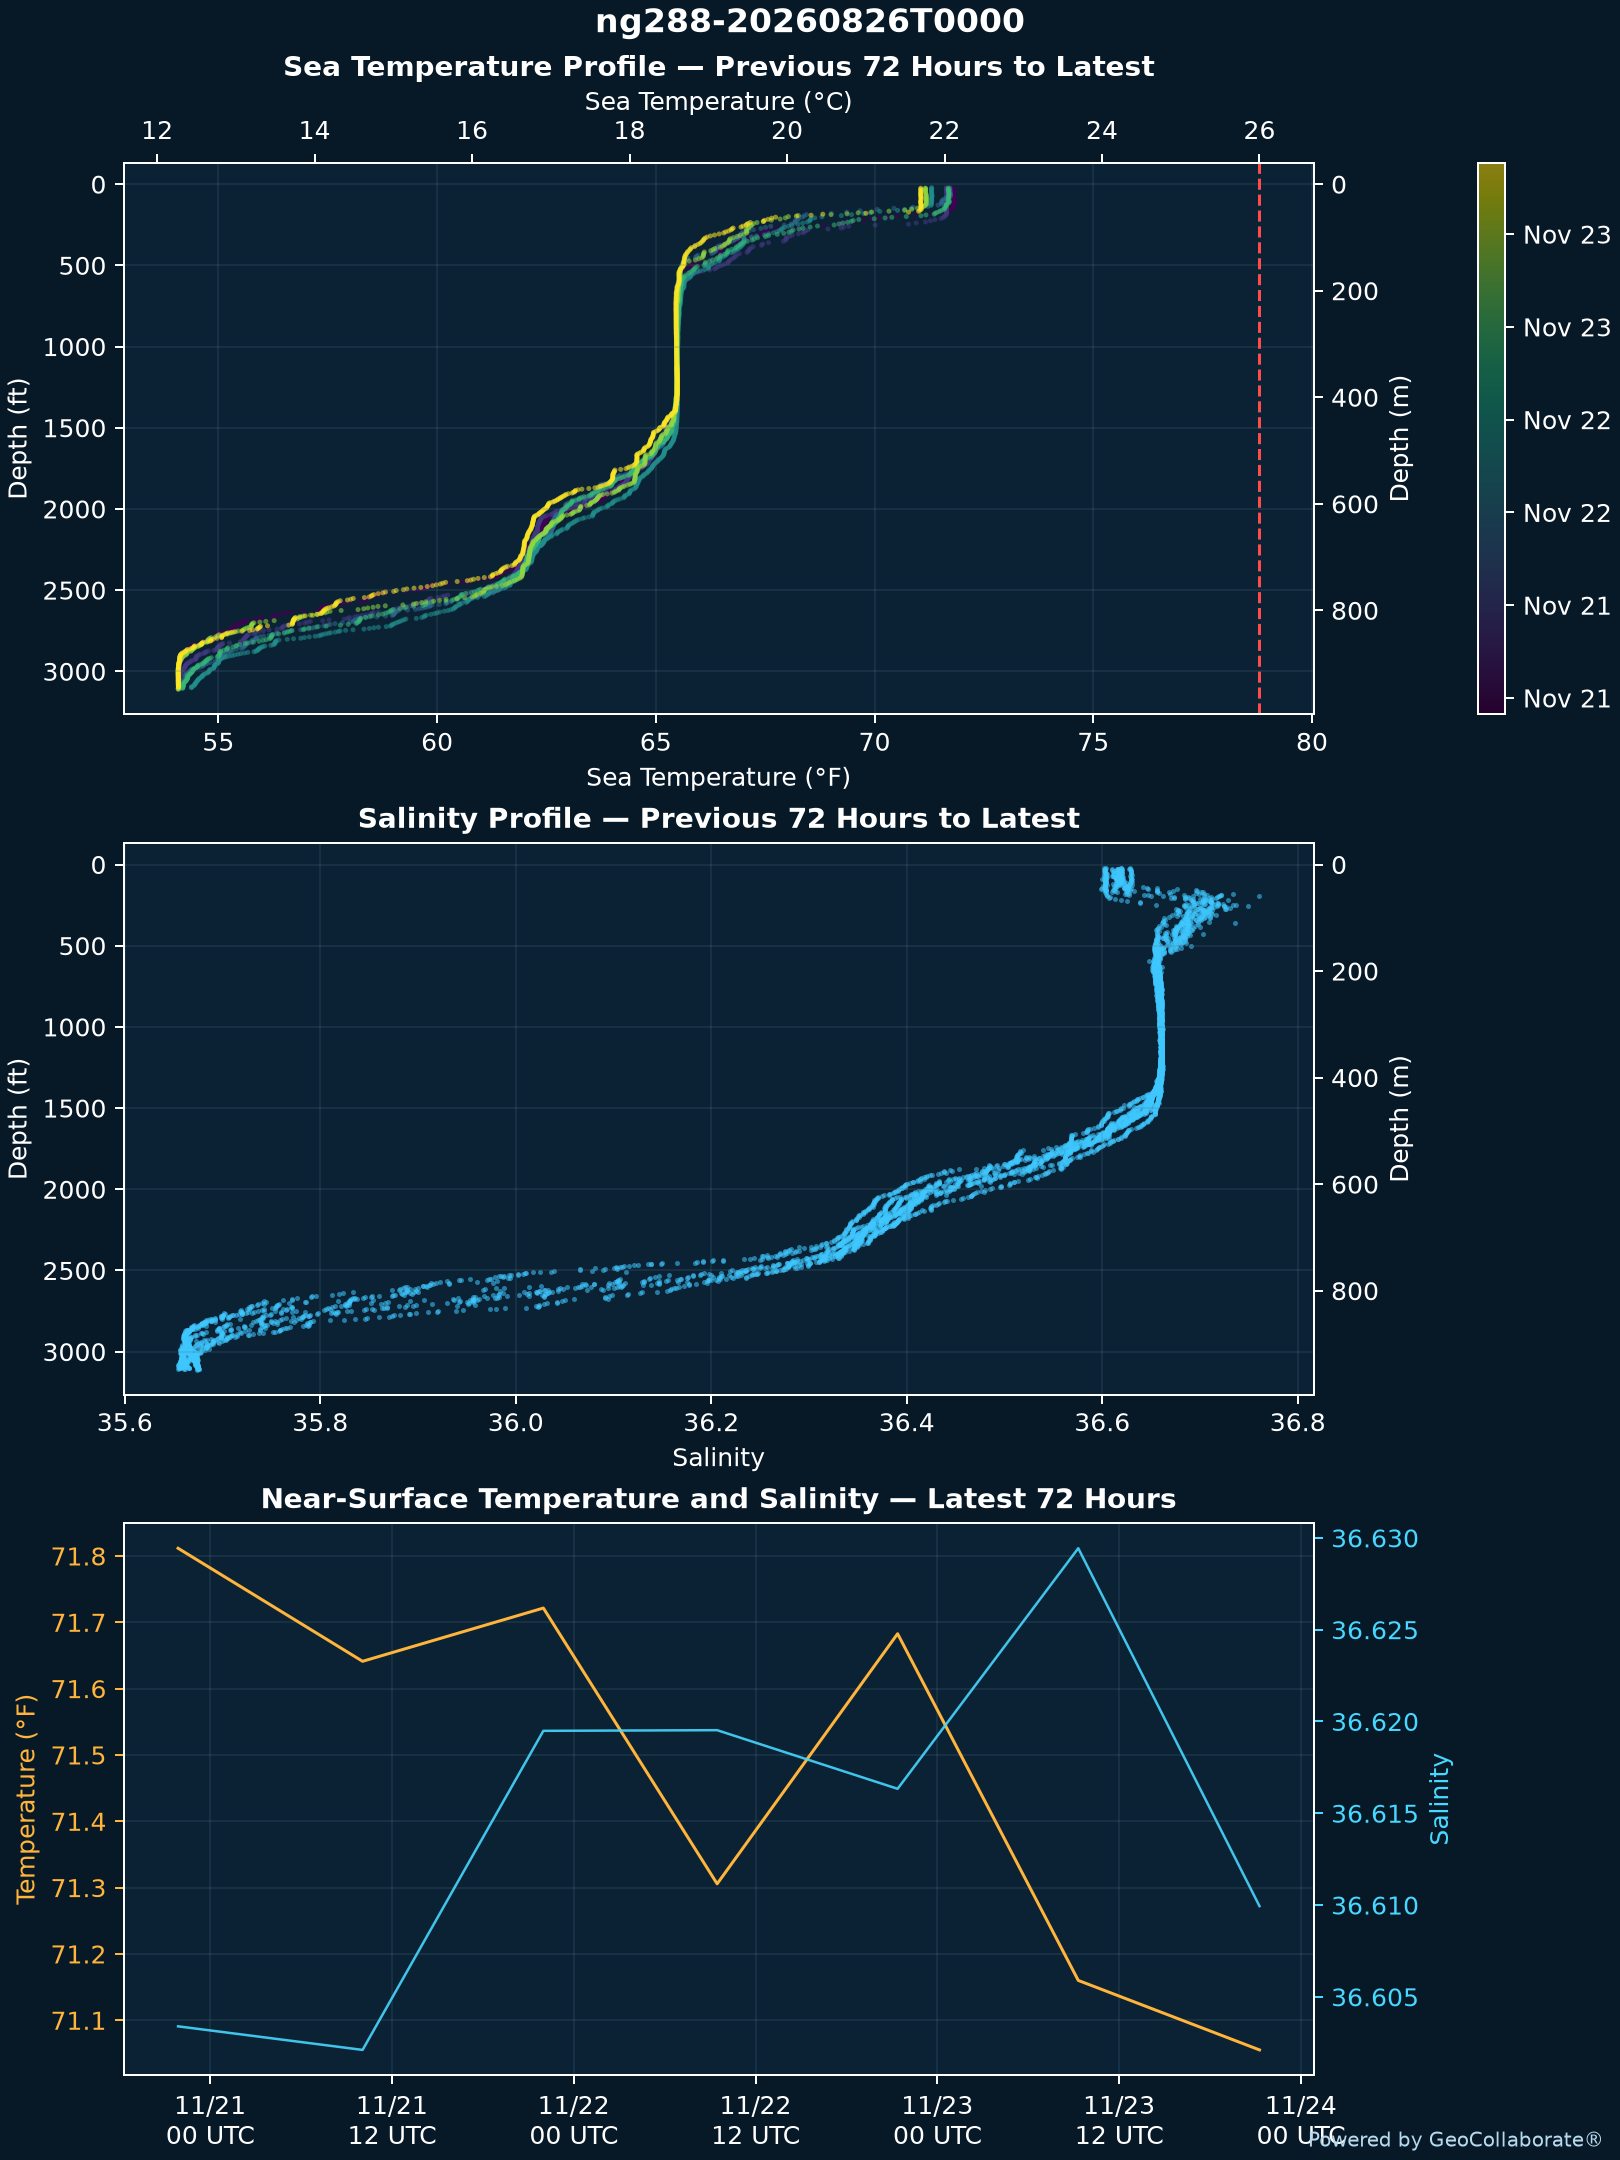 ng288-20260826T0000
Sea Temperature Profile — Previous 72 Hours to Latest
Sea Temperature (°C)
12 14 16 18 20 22 24 26
0
500
1000
1500
2000
2500
3000
Depth (ft)
0
200
400
600
800
Depth (m)
Nov 23
Nov 23
Nov 22
Nov 22
Nov 21
Nov 21
55 60 65 70 75 80
Sea Temperature (°F)
Salinity Profile — Previous 72 Hours to Latest
0
500
1000
1500
2000
2500
3000
Depth (ft)
0
200
400
600
800
Depth (m)
35.6 35.8 36.0 36.2 36.4 36.6 36.8
Salinity
Near-Surface Temperature and Salinity — Latest 72 Hours
71.8
71.7
71.6
71.5
71.4
71.3
71.2
71.1
Temperature (°F)
36.630
36.625
36.620
36.615
36.610
36.605
Salinity
11/21 11/21 11/22 11/22 11/23 11/23 11/24
00 UTC 12 UTC 00 UTC 12 UTC 00 UTC 12 UTC 00 UTC
Powered by GeoCollaborate®